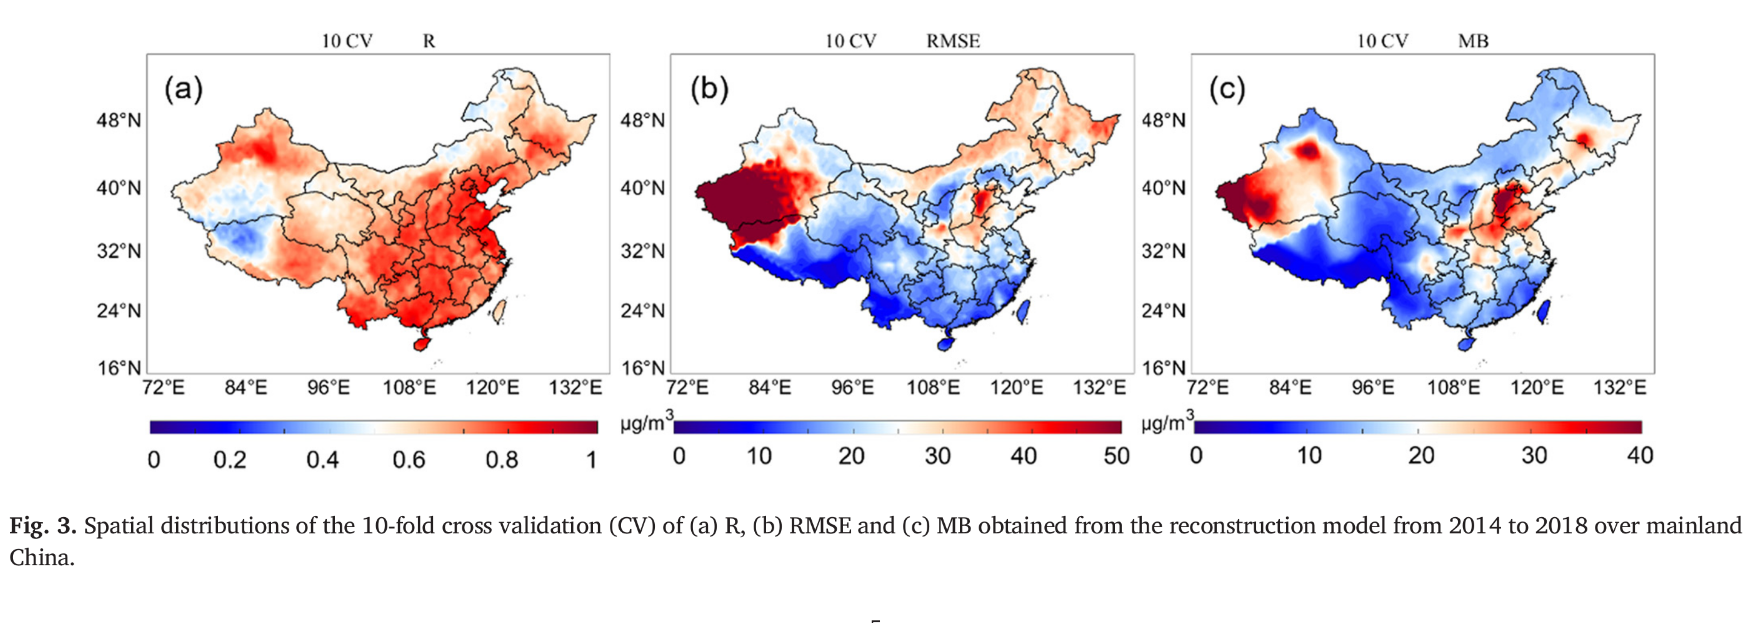 10 CV R
10 CV RMSE
10 CV MB
(a)
(b)
(c)
48°N
40°N
32°N
24°N
16°N
48°N
40°N
32°N
24°N
16°N
48°N
40°N
32°N
24°N
16°N
72°E 84°E 96°E 108°E 120°E 132°E
72°E 84°E 96°E 108°E 120°E 132°E
72°E 84°E 96°E 108°E 120°E 132°E
0 0.2 0.4 0.6 0.8 1
µg/m³
0 10 20 30 40 50
µg/m³
0 10 20 30 40
Fig. 3. Spatial distributions of the 10-fold cross validation (CV) of (a) R, (b) RMSE and (c) MB obtained from the reconstruction model from 2014 to 2018 over mainland
China.